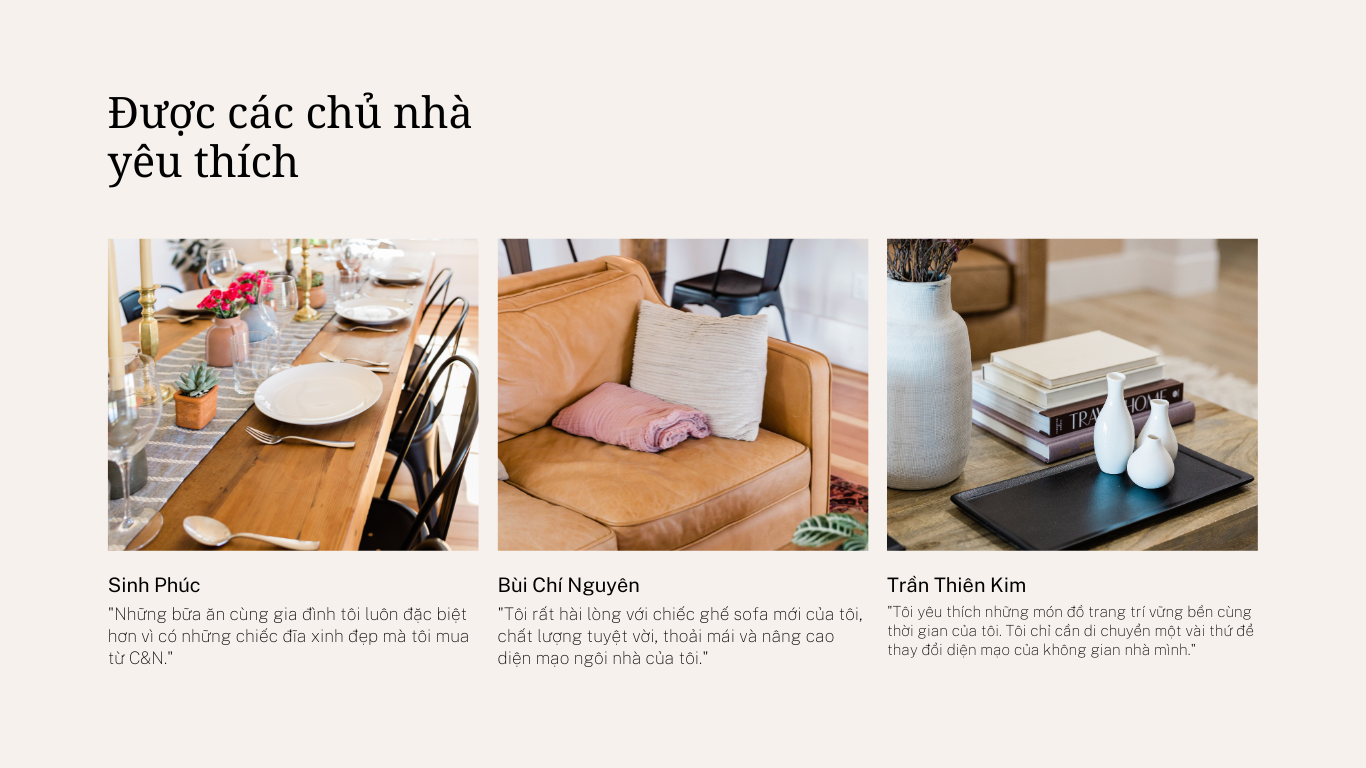 Được các chủ nhà
yêu thích
TRAV HOME
Sinh Phúc
"Những bữa ăn cùng gia đình tôi luôn đặc biệt
hơn vì có những chiếc đĩa xinh đẹp mà tôi mua
từ C&N."
Bùi Chí Nguyên
"Tôi rất hài lòng với chiếc ghế sofa mới của tôi,
chất lượng tuyệt vời, thoải mái và nâng cao
diện mạo ngôi nhà của tôi."
Trần Thiên Kim
"Tôi yêu thích những món đồ trang trí vững bền cùng
thời gian của tôi. Tôi chỉ cần di chuyển một vài thứ để
thay đổi diện mạo của không gian nhà mình."